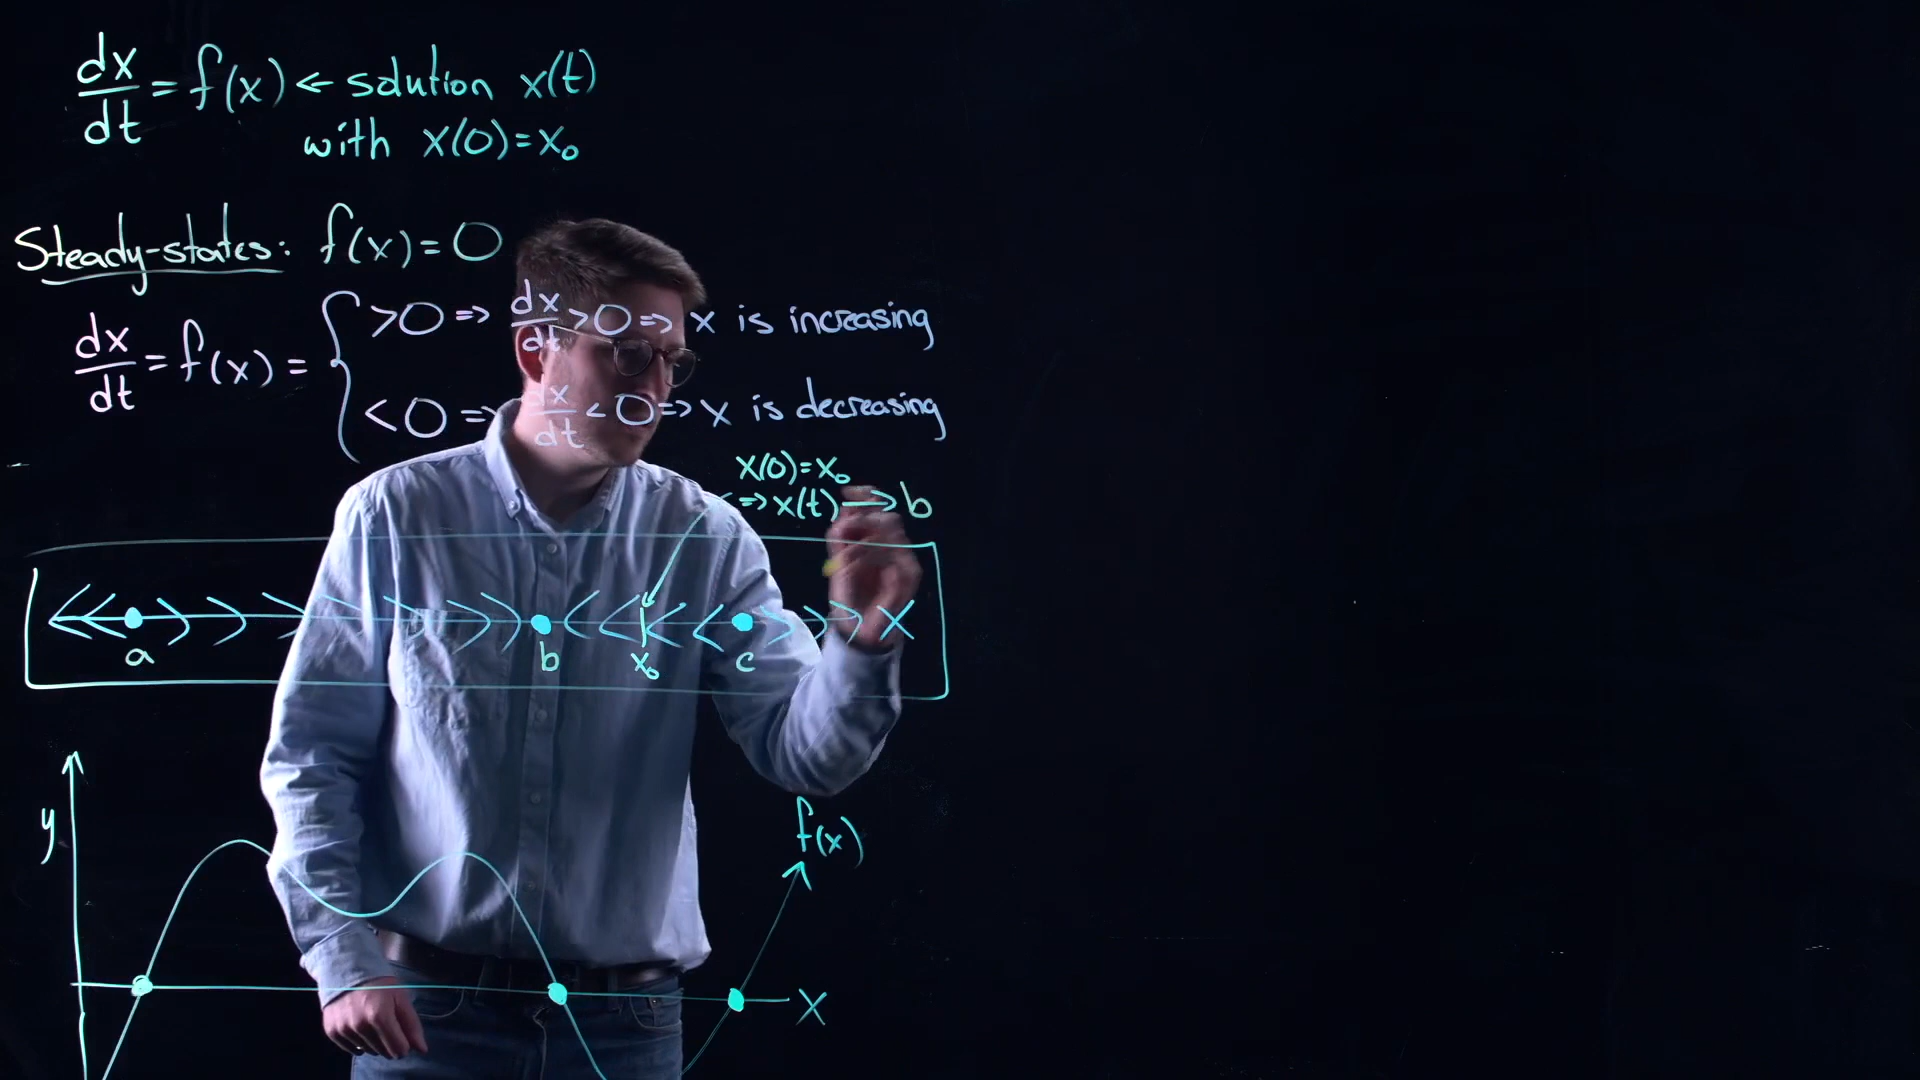 dx/dt = f(x) ← solution x(t)
with x(0)=x₀
Steady-states: f(x)=0
dx/dt = f(x) = { >0 ⇒ dx/dt >0 ⇒ x is increasing
<0 ⇒ dx/dt <0 ⇒ x is decreasing
x(0)=x₀
⇒ x(t) → b
x
a b x₀ c
y
f(x)
x